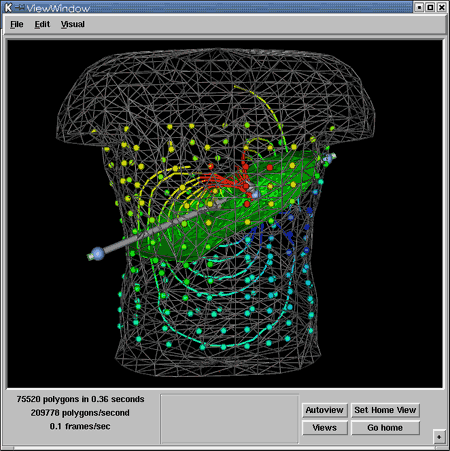 ViewWindow
File Edit Visual
75520 polygons in 0.36 seconds
209778 polygons/second
0.1 frames/sec
Autoview Set Home View
Views Go home